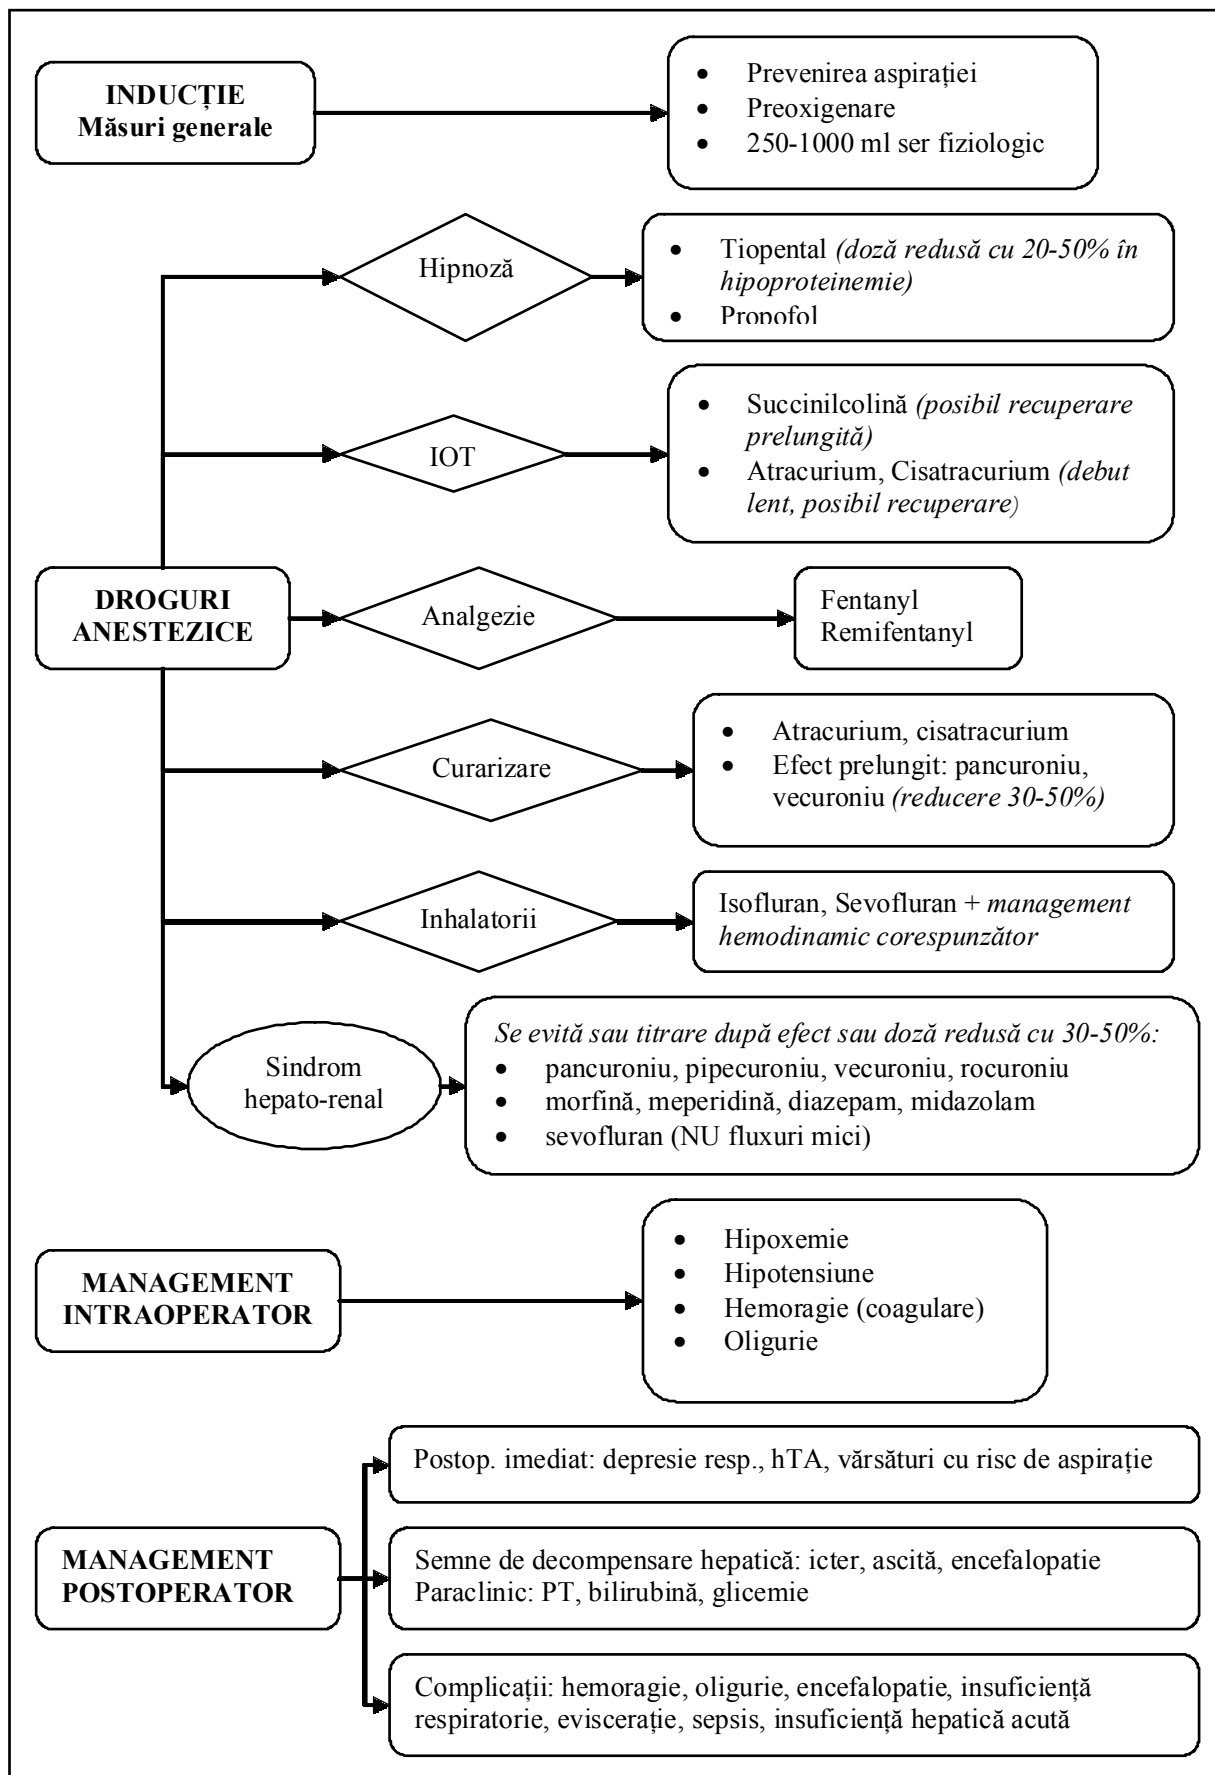 INDUCȚIE
Măsuri generale
• Prevenirea aspirației
• Preoxigenare
• 250-1000 ml ser fiziologic
Hipnoză
• Tiopental (doză redusă cu 20-50% în
hipoproteinemie)
• Propofol
IOT
• Succinilcolină (posibil recuperare
prelungită)
• Atracurium, Cisatracurium (debut
lent, posibil recuperare)
DROGURI
ANESTEZICE
Analgezie
Fentanyl
Remifentanyl
Curarizare
• Atracurium, cisatracurium
• Efect prelungit: pancuroniu,
vecuroniu (reducere 30-50%)
Inhalatorii
Isofluran, Sevofluran + management
hemodinamic corespunzător
Sindrom
hepato-renal
Se evită sau titrare după efect sau doză redusă cu 30-50%:
• pancuroniu, pipecuroniu, vecuroniu, rocuroniu
• morfină, meperidină, diazepam, midazolam
• sevofluran (NU fluxuri mici)
MANAGEMENT
INTRAOPERATOR
• Hipoxemie
• Hipotensiune
• Hemoragie (coagulare)
• Oligurie
MANAGEMENT
POSTOPERATOR
Postop. imediat: depresie resp., hTA, vărsături cu risc de aspirație
Semne de decompensare hepatică: icter, ascită, encefalopatie
Paraclinic: PT, bilirubină, glicemie
Complicații: hemoragie, oligurie, encefalopatie, insuficiență
respiratorie, eviscerație, sepsis, insuficiență hepatică acută